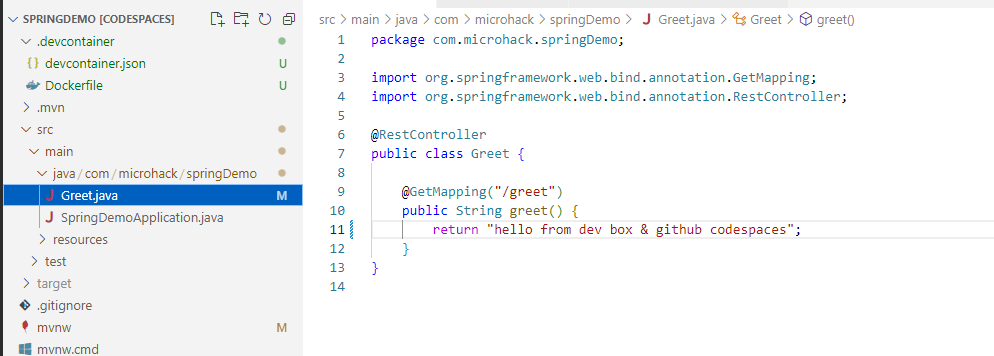 SPRINGDEMO [CODESPACES]
.devcontainer
{} devcontainer.json U
Dockerfile U
.mvn
src
main
java / com / microhack / springDemo
J Greet.java M
J SpringDemoApplication.java
resources
test
target
.gitignore
mvnw M
mvnw.cmd
src > main > java > com > microhack > springDemo > J Greet.java > Greet > greet()
1 package com.microhack.springDemo;
2
3 import org.springframework.web.bind.annotation.GetMapping;
4 import org.springframework.web.bind.annotation.RestController;
5
6 @RestController
7 public class Greet {
8
9 @GetMapping("/greet")
10 public String greet() {
11 return "hello from dev box & github codespaces";
12 }
13 }
14